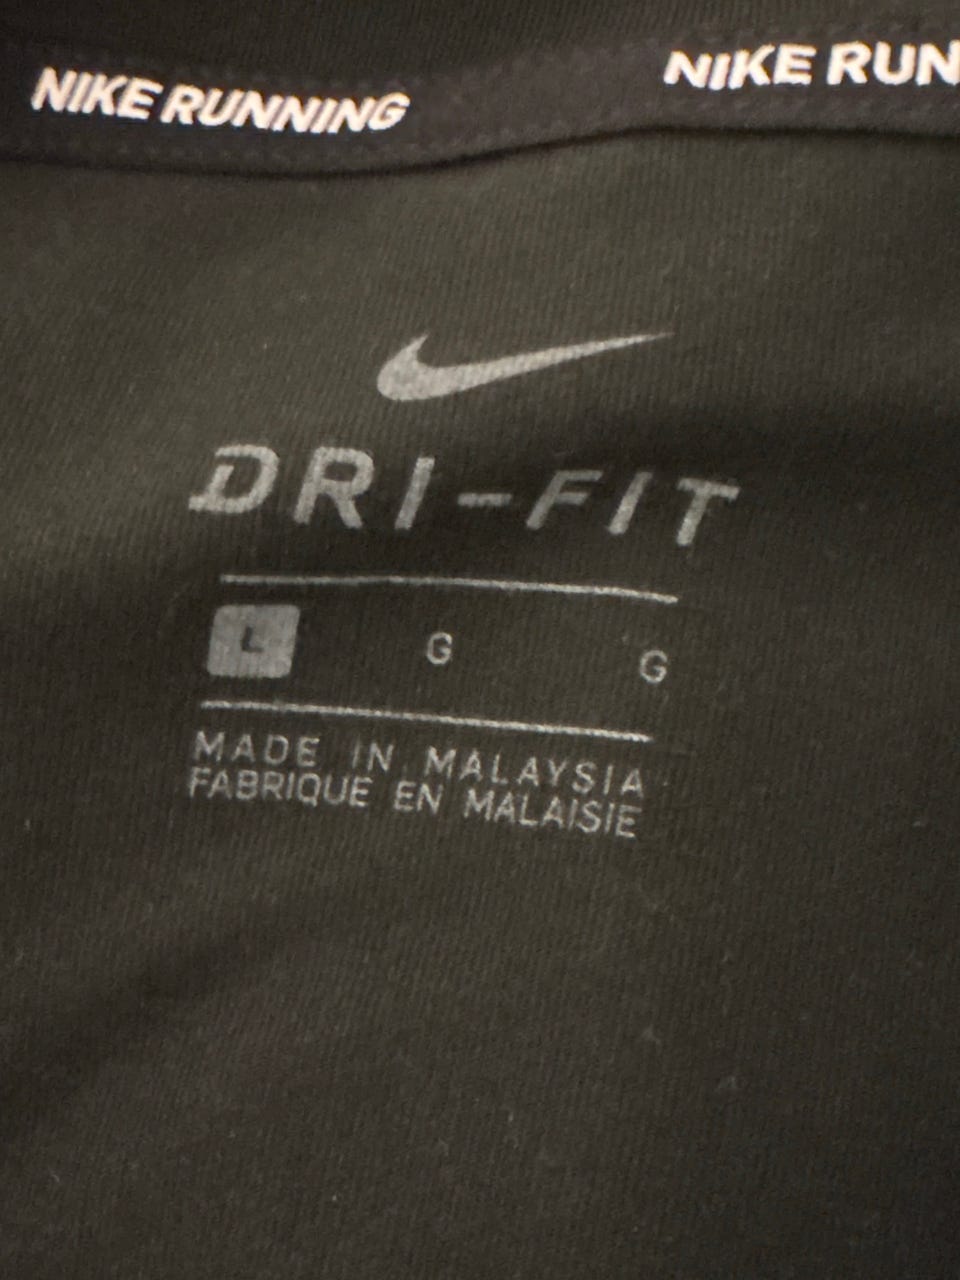 NIKE RUNNING NIKE RUN
DRI-FIT
L G G
MADE IN MALAYSIA
FABRIQUE EN MALAISIE